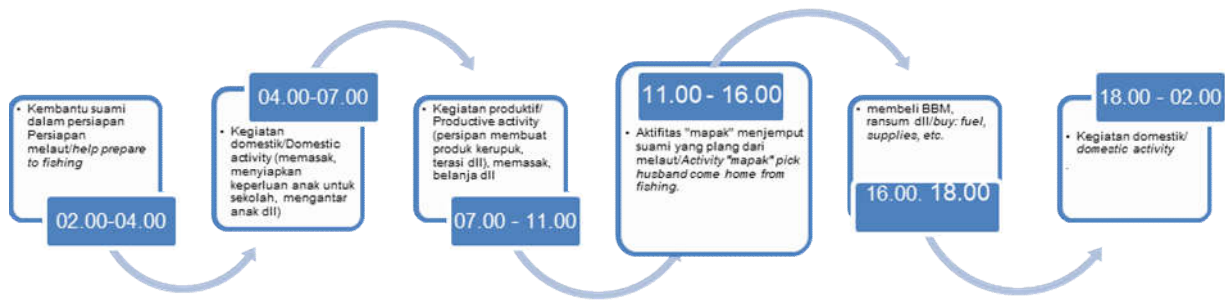 • Kembantu suami
dalam persiapan
Persiapan
melaut/help prepare
to fishing
02.00-04.00
04.00-07.00
• Kegiatan
domestik/Domestic
activity (memasak,
menyiapkan
keperluan anak untuk
sekolah, mengantar
anak dll)
• Kegiatan produktif/
Productive activity
(persipan membuat
produk kerupuk,
terasi dll), memasak,
belanja dll
07.00 - 11.00
11.00 - 16.00
• Aktifitas "mapak" menjemput
suami yang plang dari
melaut/Activity "mapak" pick
husband come home from
fishing.
• membeli BBM,
ransum dll/buy: fuel,
supplies, etc.
16.00. 18.00
18.00 - 02.00
• Kegiatan domestik/
domestic activity
.